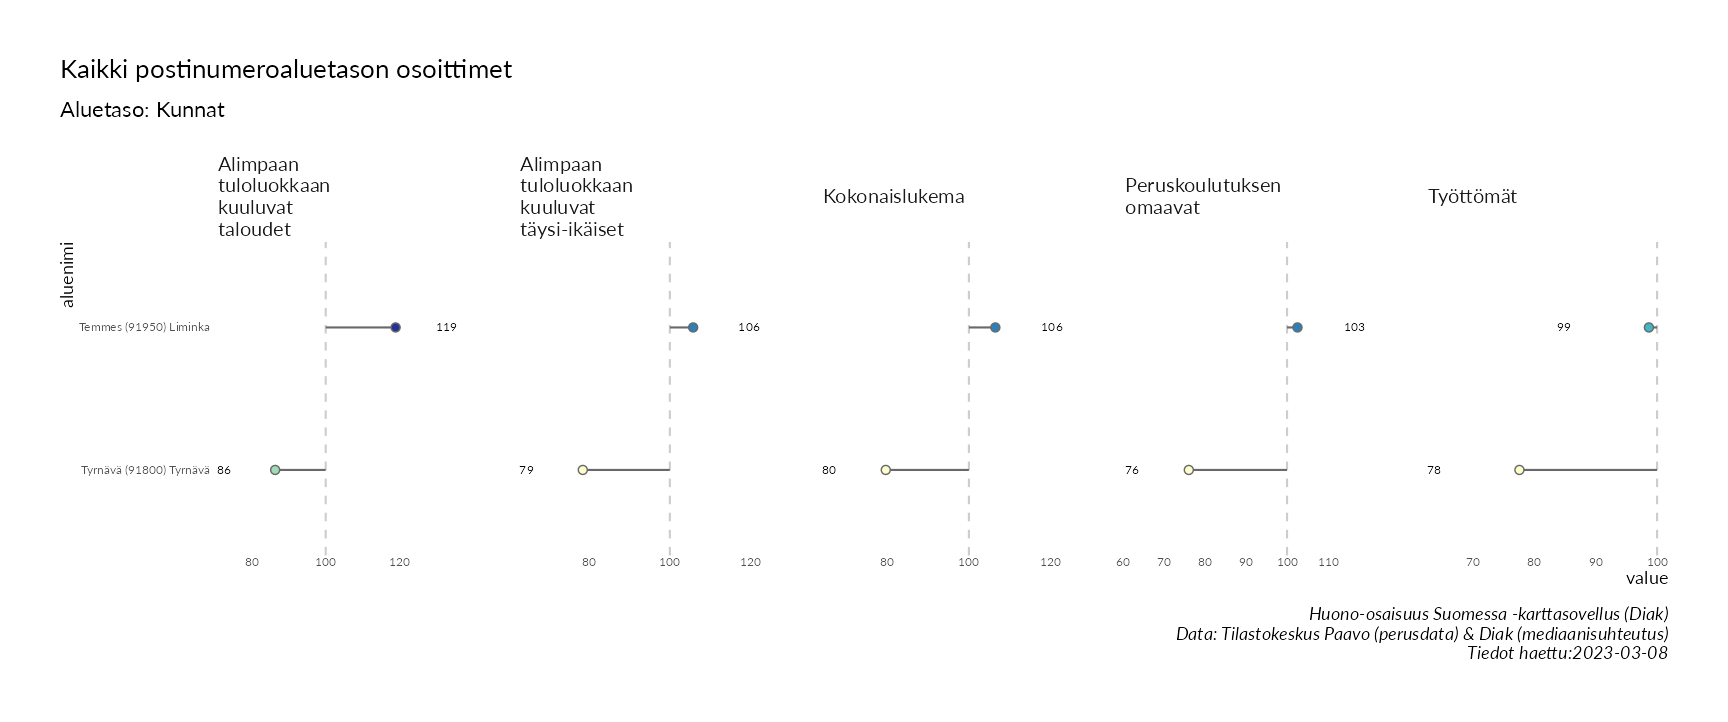 Kaikki postinumeroaluetason osoittimet
Aluetaso: Kunnat
Alimpaan
tuloluokkaan
kuuluvat
taloudet
Alimpaan
tuloluokkaan
kuuluvat
täysi-ikäiset
Kokonaislukema
Peruskoulutuksen
omaavat
Työttömät
aluenimi
Temmes (91950) Liminka
119
106
106
103
99
Tyrnävä (91800) Tyrnävä
86
79
80
76
78
80 100 120
80 100 120
80 100 120
60 70 80 90 100 110
70 80 90 100
value
Huono-osaisuus Suomessa -karttasovellus (Diak)
Data: Tilastokeskus Paavo (perusdata) & Diak (mediaanisuhteutus)
Tiedot haettu:2023-03-08